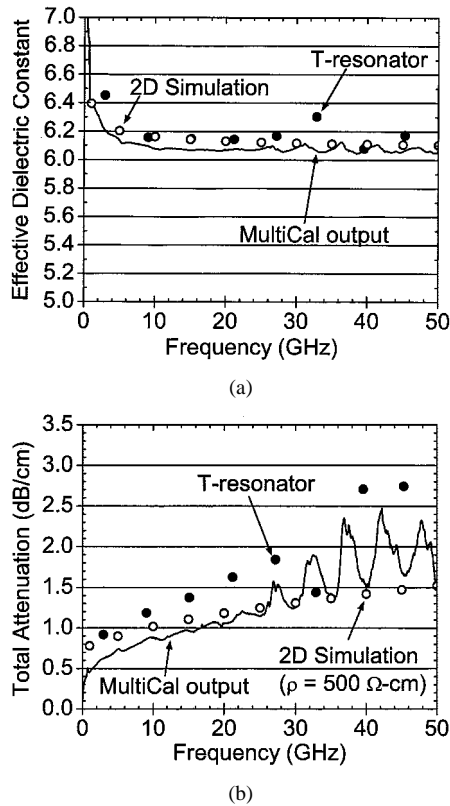 Effective Dielectric Constant
7.0
6.8
6.6
6.4
6.2
6.0
5.8
5.6
5.4
5.2
5.0
T-resonator
2D Simulation
MultiCal output
0 10 20 30 40 50
Frequency (GHz)
(a)
Total Attenuation (dB/cm)
3.5
3.0
2.5
2.0
1.5
1.0
0.5
0.0
T-resonator
MultiCal output
2D Simulation
(ρ = 500 Ω-cm)
0 10 20 30 40 50
Frequency (GHz)
(b)